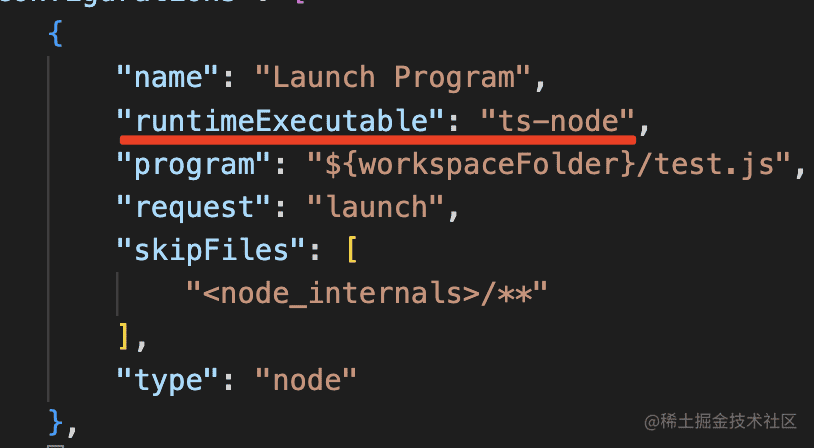 {
"name": "Launch Program",
"runtimeExecutable": "ts-node",
"program": "${workspaceFolder}/test.js",
"request": "launch",
"skipFiles": [
"<node_internals>/**"
],
"type": "node"
},
@稀土掘金技术社区